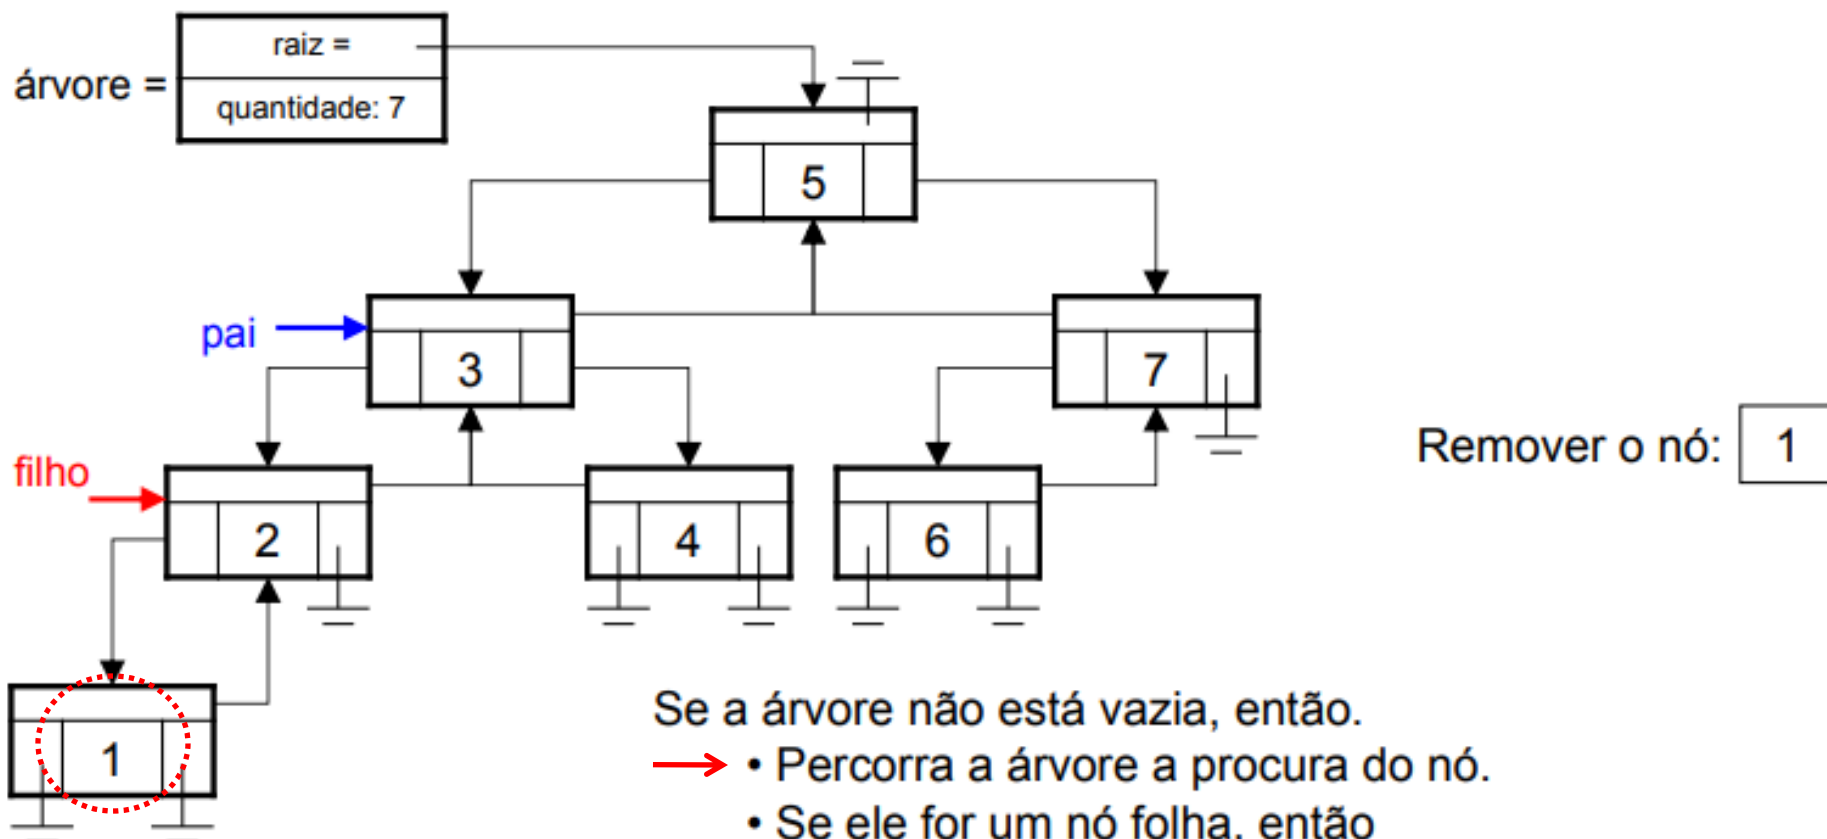 raiz =
árvore =
quantidade: 7
5
pai
3
7
Remover o nó: 1
filho
2
4
6
1
Se a árvore não está vazia, então.
• Percorra a árvore a procura do nó.
• Se ele for um nó folha, então